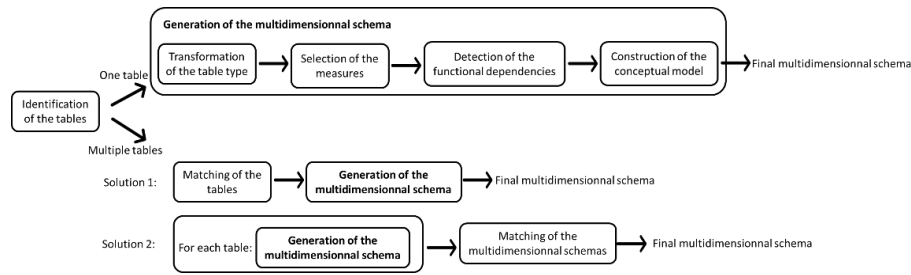 Generation of the multidimensionnal schema
Transformation
of the table type
Selection of the
measures
Detection of the
functional dependencies
Construction of the
conceptual model
Final multidimensionnal schema
One table
Identification
of the tables
Multiple tables
Solution 1:
Matching of the
tables
Generation of the
multidimensionnal schema
Final multidimensionnal schema
Solution 2:
For each table:
Generation of the
multidimensionnal schema
Matching of the
multidimensionnal schemas
Final multidimensionnal schema